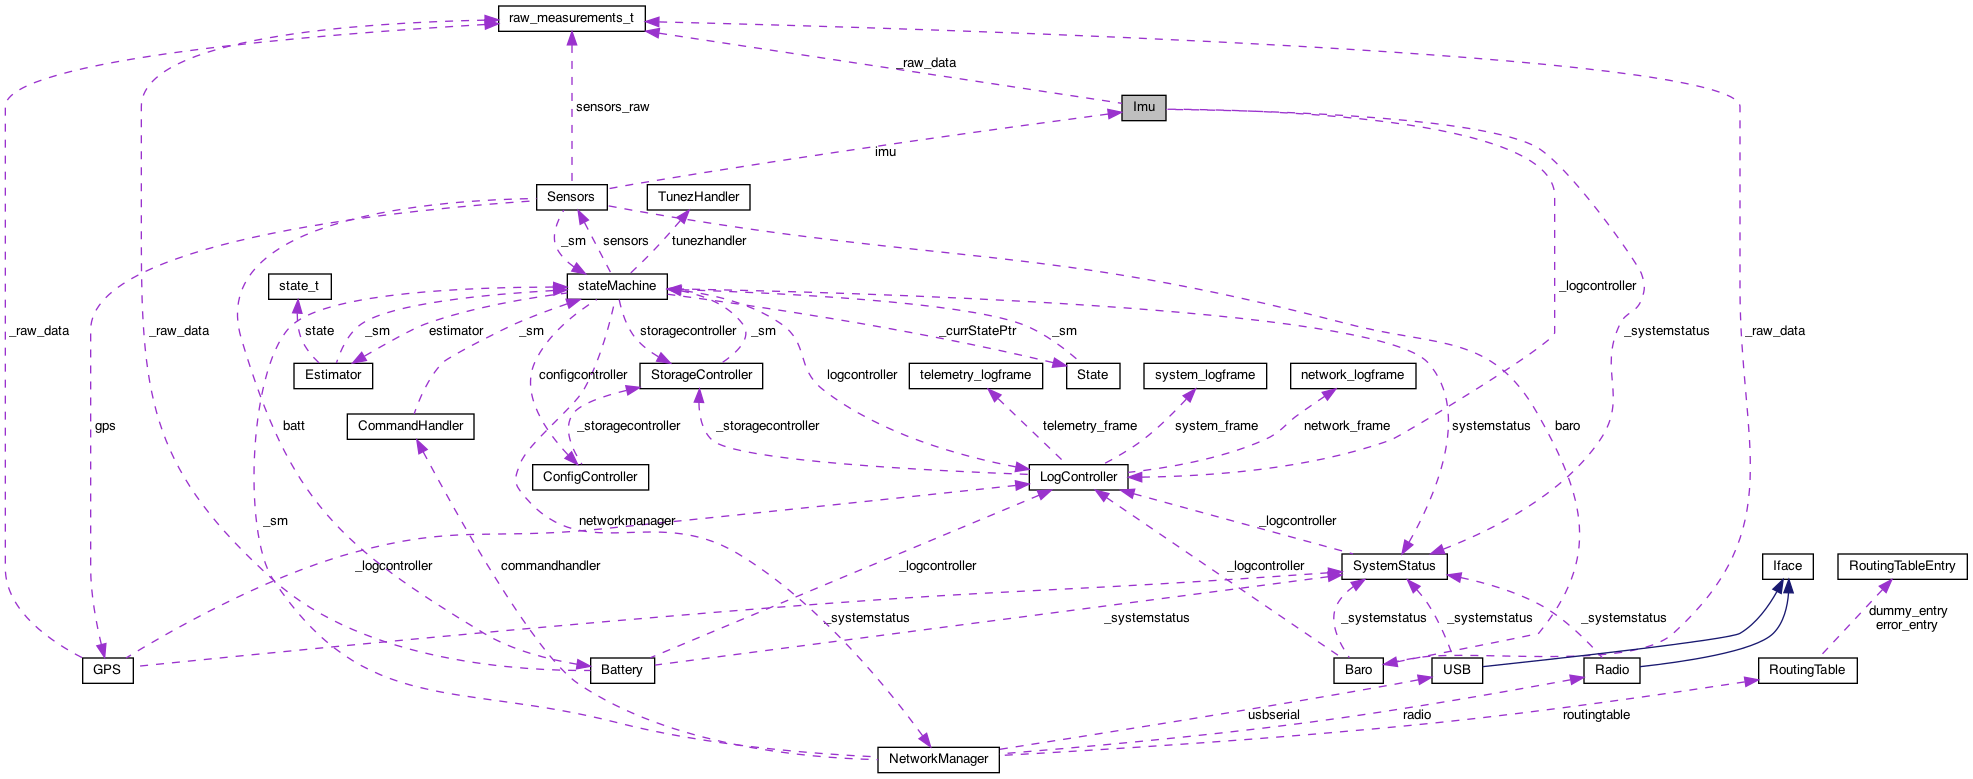 raw_measurements_t
_raw_data
Imu
sensors_raw
imu
Sensors
TunezHandler
_sm
sensors
tunezhandler
state_t
stateMachine
_logcontroller
_raw_data
_raw_data
state
_sm
estimator
_sm
storagecontroller
_sm
_currStatePtr
_sm
_systemstatus
_raw_data
Estimator
configcontroller
StorageController
logcontroller
telemetry_logframe
State
system_logframe
network_logframe
gps
batt
CommandHandler
_storagecontroller
_storagecontroller
telemetry_frame
system_frame
network_frame
systemstatus
baro
ConfigController
LogController
_sm
networkmanager
_logcontroller
_logcontroller
commandhandler
_logcontroller
_logcontroller
SystemStatus
Iface
RoutingTableEntry
_systemstatus
_systemstatus
_systemstatus
_systemstatus
_systemstatus
dummy_entry
error_entry
GPS
Battery
Baro
USB
Radio
RoutingTable
usbserial
radio
routingtable
NetworkManager